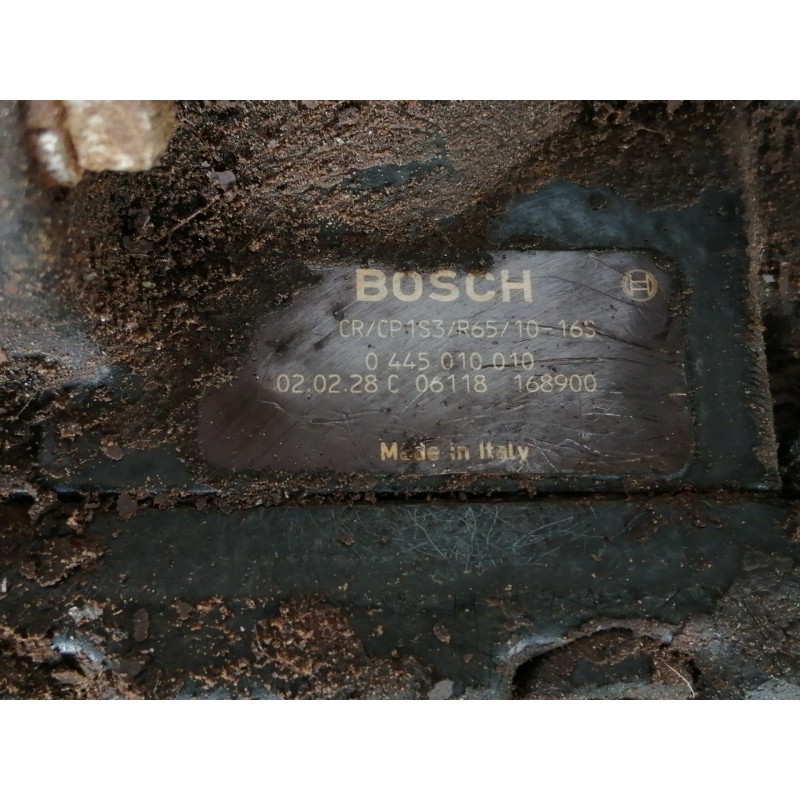 BOSCH
CR/CP1S3/R65/10-16S
0 445 010 010
02.02.28 C 06118 168900
Made in Italy